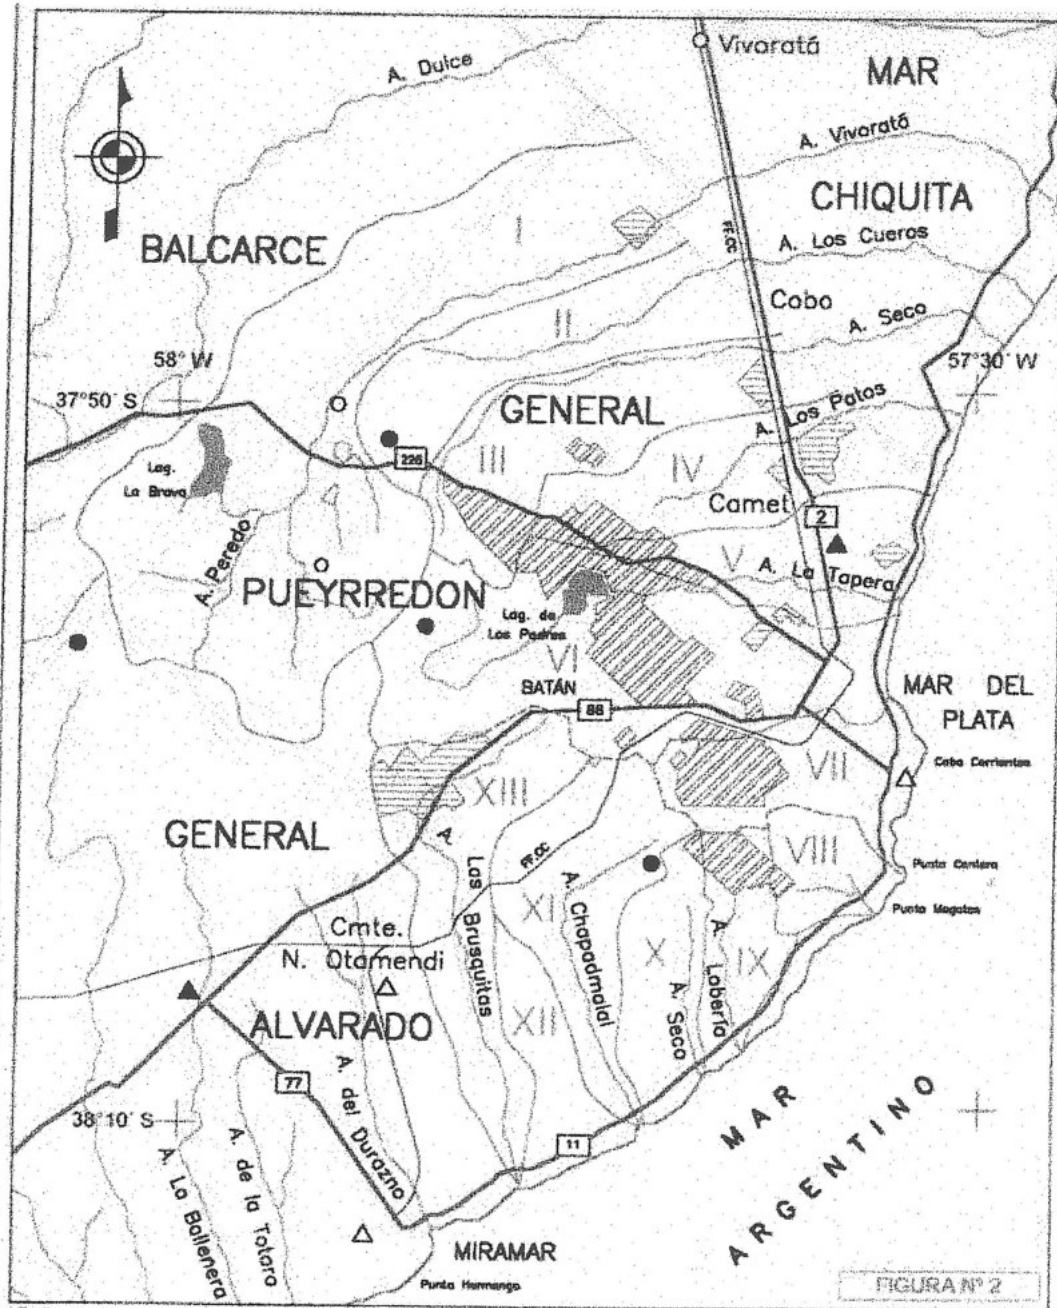 Vivoratá
A. Dulce
MAR
A. Vivoratá
CHIQUITA
I
BALCARCE
FF.CC
A. Los Cueros
Cobo
II
A. Seco
58° W
57°30' W
37°50' S
GENERAL
A. Los Patos
226
III
IV
Lag.
La Brava
Camet
2
V
A. La Tapera
A. Peredo
PUEYRREDON
Lag. de
Los Padres
VI
BATÁN
88
MAR DEL
PLATA
Cabo Corrientes
VII
XIII
GENERAL
VIII
A.
Las
Brusquitas
FF.CC
Punta Cantera
Punta Mogotes
XI
A. Chapadmalal
X
A.
Lobería
IX
A. Seco
Cmte.
N. Otamendi
XII
ALVARADO
77
A. del Durazno
MAR
ARGENTINO
38°10' S
11
A. de la Totora
A. La Ballenera
MIRAMAR
Punta Hermengo
FIGURA Nº 2